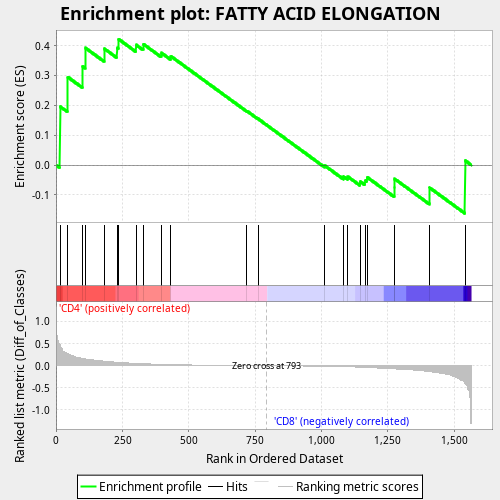 Enrichment plot: FATTY ACID ELONGATION
Enrichment score (ES)
0.4
0.3
0.2
0.1
0.0
-0.1
'CD4' (positively correlated)
Ranked list metric (Diff_of_Classes)
1.0
0.5
0.0
-0.5
-1.0
Zero cross at 793
'CD8' (negatively correlated)
0
250
500
750
1,000
1,250
1,500
Rank in Ordered Dataset
Enrichment profile
Hits
Ranking metric scores